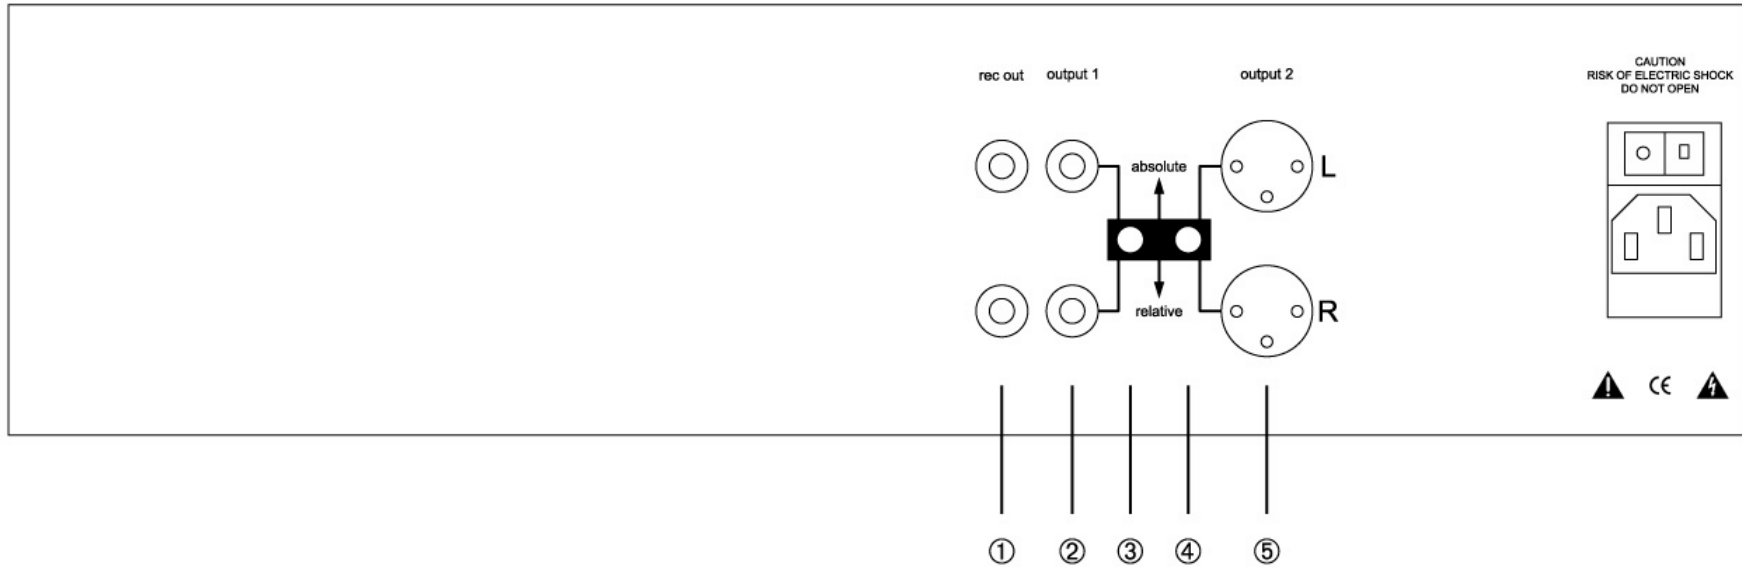 rec out
output 1
output 2
CAUTION
RISK OF ELECTRIC SHOCK
DO NOT OPEN
absolute
L
relative
R
CE
① ② ③ ④ ⑤